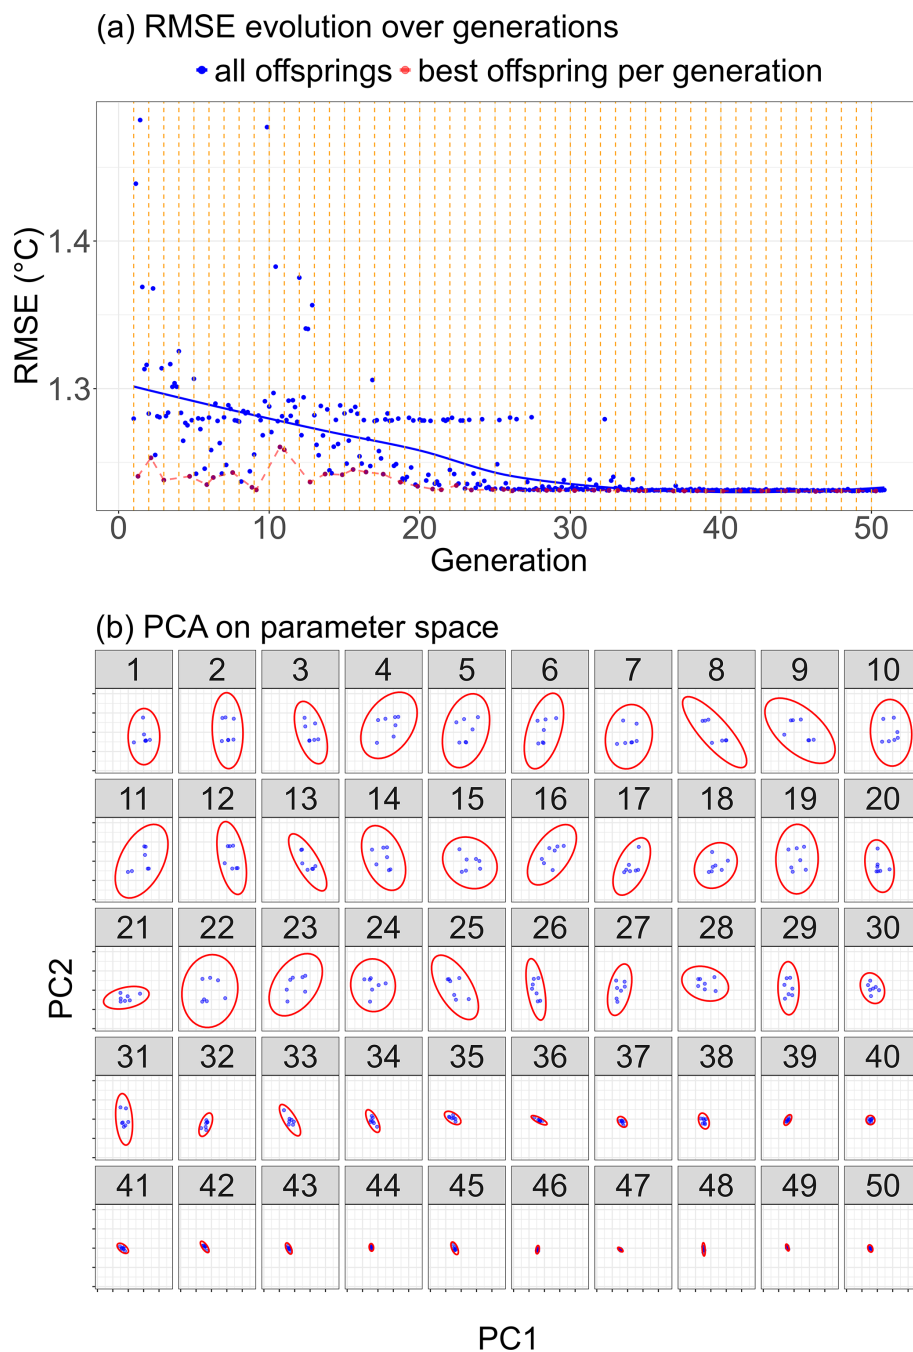 (a) RMSE evolution over generations
all offsprings best offspring per generation
RMSE (°C)
1.4
1.3
0 10 20 30 40 50
Generation
(b) PCA on parameter space
1 2 3 4 5 6 7 8 9 10
11 12 13 14 15 16 17 18 19 20
21 22 23 24 25 26 27 28 29 30
PC2
31 32 33 34 35 36 37 38 39 40
41 42 43 44 45 46 47 48 49 50
PC1